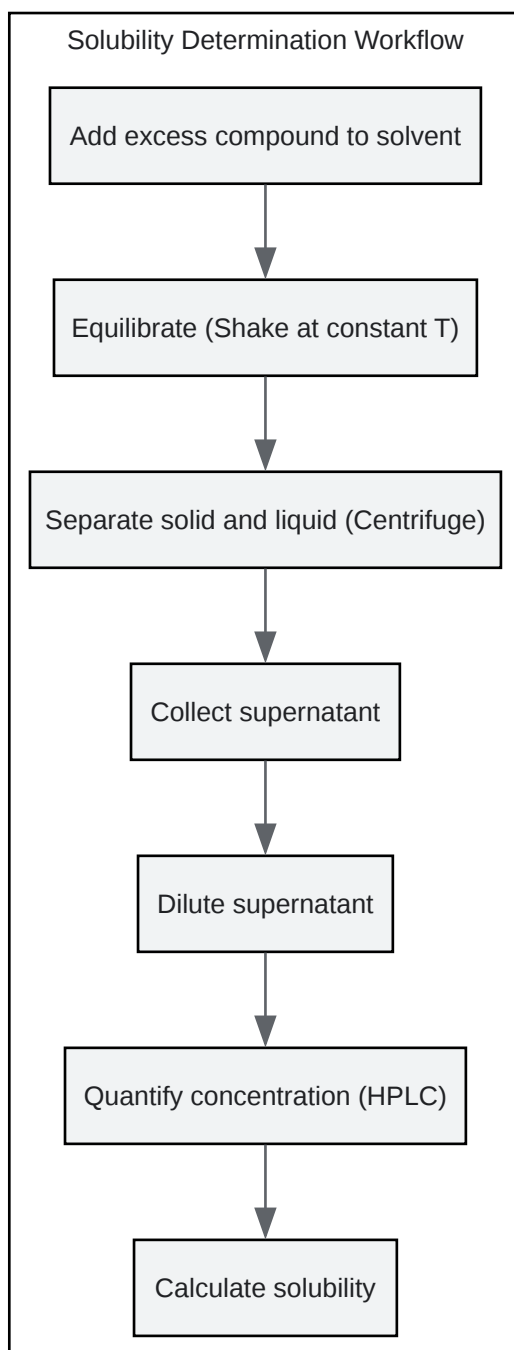 Solubility Determination Workflow
Add excess compound to solvent
Equilibrate (Shake at constant T)
Separate solid and liquid (Centrifuge)
Collect supernatant
Dilute supernatant
Quantify concentration (HPLC)
Calculate solubility